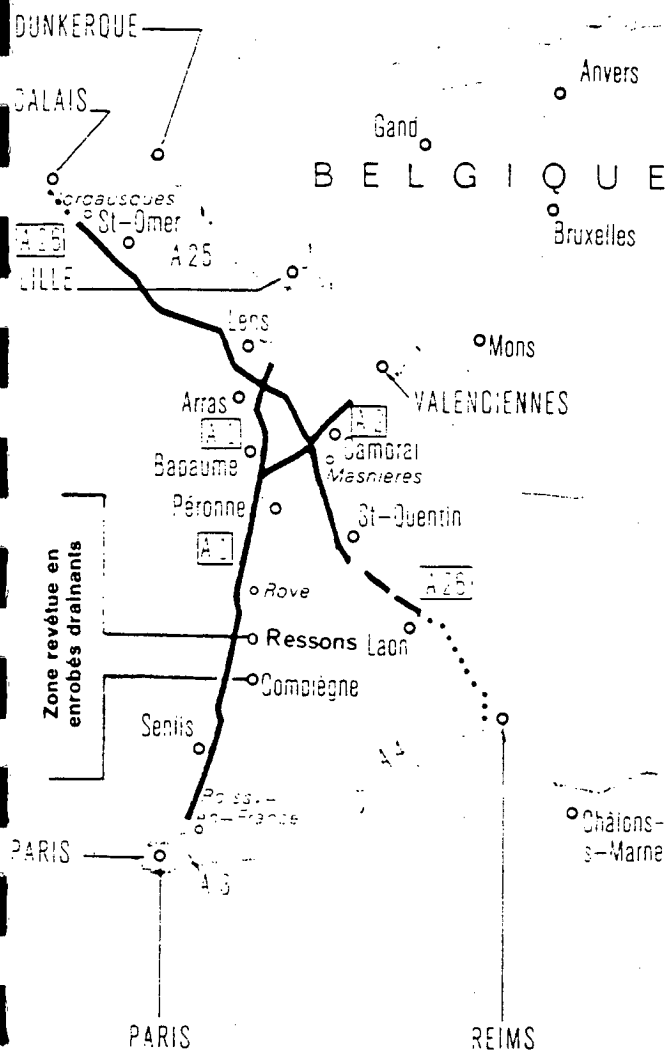 DUNKERQUE
Anvers
CALAIS
Gand
BELGIQUE
St-Omer
Bruxelles
A 26
A 25
LILLE
Lens
Mons
Arras
VALENCIENNES
A 1
A 2
Cambrai
Bapaume
Masnieres
Péronne
St-Quentin
A 1
A 26
Zone revêtue en
enrobés drainants
Roye
Ressons
Laon
Compiègne
Senlis
A 4
Châlons-
s-Marne
PARIS
PARIS
REIMS